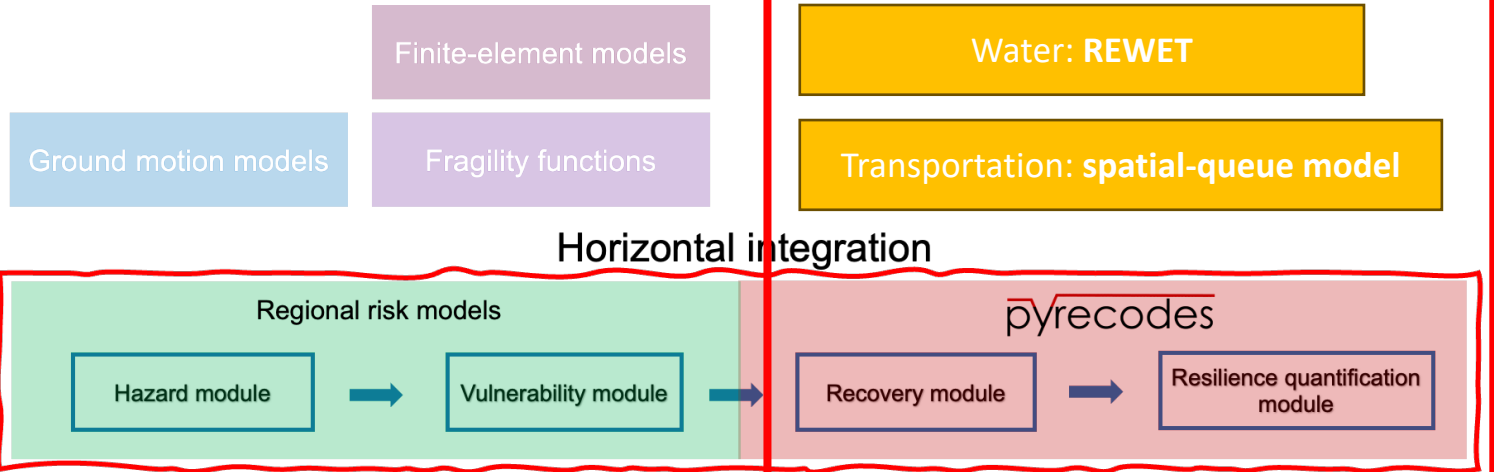 Finite-element models
Water: REWET
Ground motion models
Fragility functions
Transportation: spatial-queue model
Horizontal integration
Regional risk models
pyrecodes
Hazard module
Vulnerability module
Recovery module
Resilience quantification
module